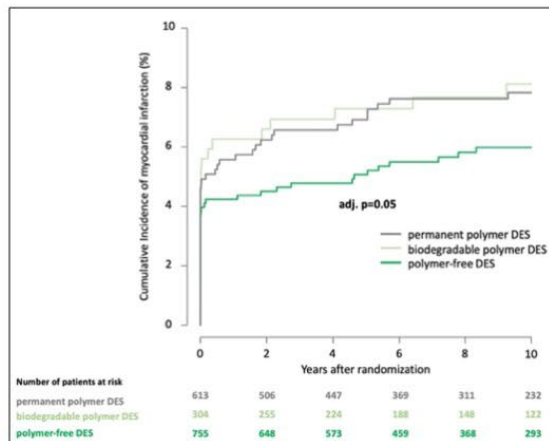 Cumulative Incidence of myocardial infarction (%)
10
8
6
4
2
0
adj. p=0.05
permanent polymer DES
biodegradable polymer DES
polymer-free DES
0 2 4 6 8 10
Years after randomization
Number of patients at risk
permanent polymer DES 613 506 447 369 311 232
biodegradable polymer DES 304 255 224 188 148 122
polymer-free DES 755 648 573 459 368 293